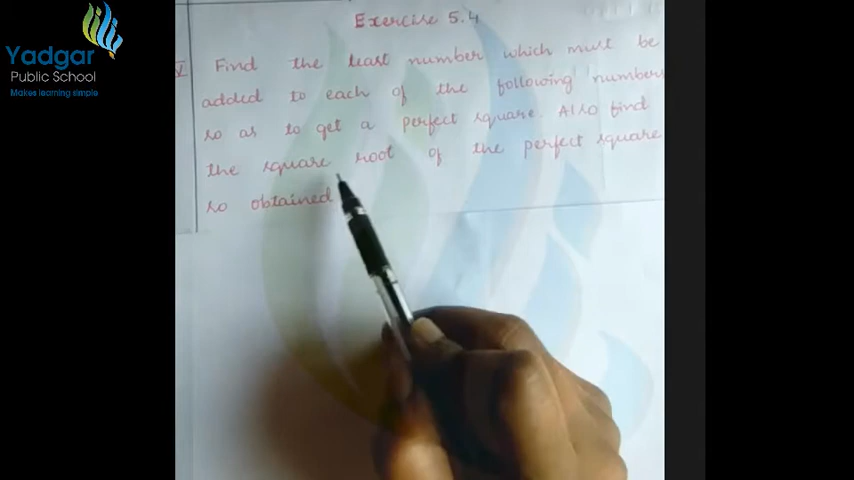 Yadgar
Public School
Makes learning simple
Exercise 5.4
V Find the least number which must be
added to each of the following numbers
so as to get a perfect square. Also find
the square root of the perfect square
so obtained